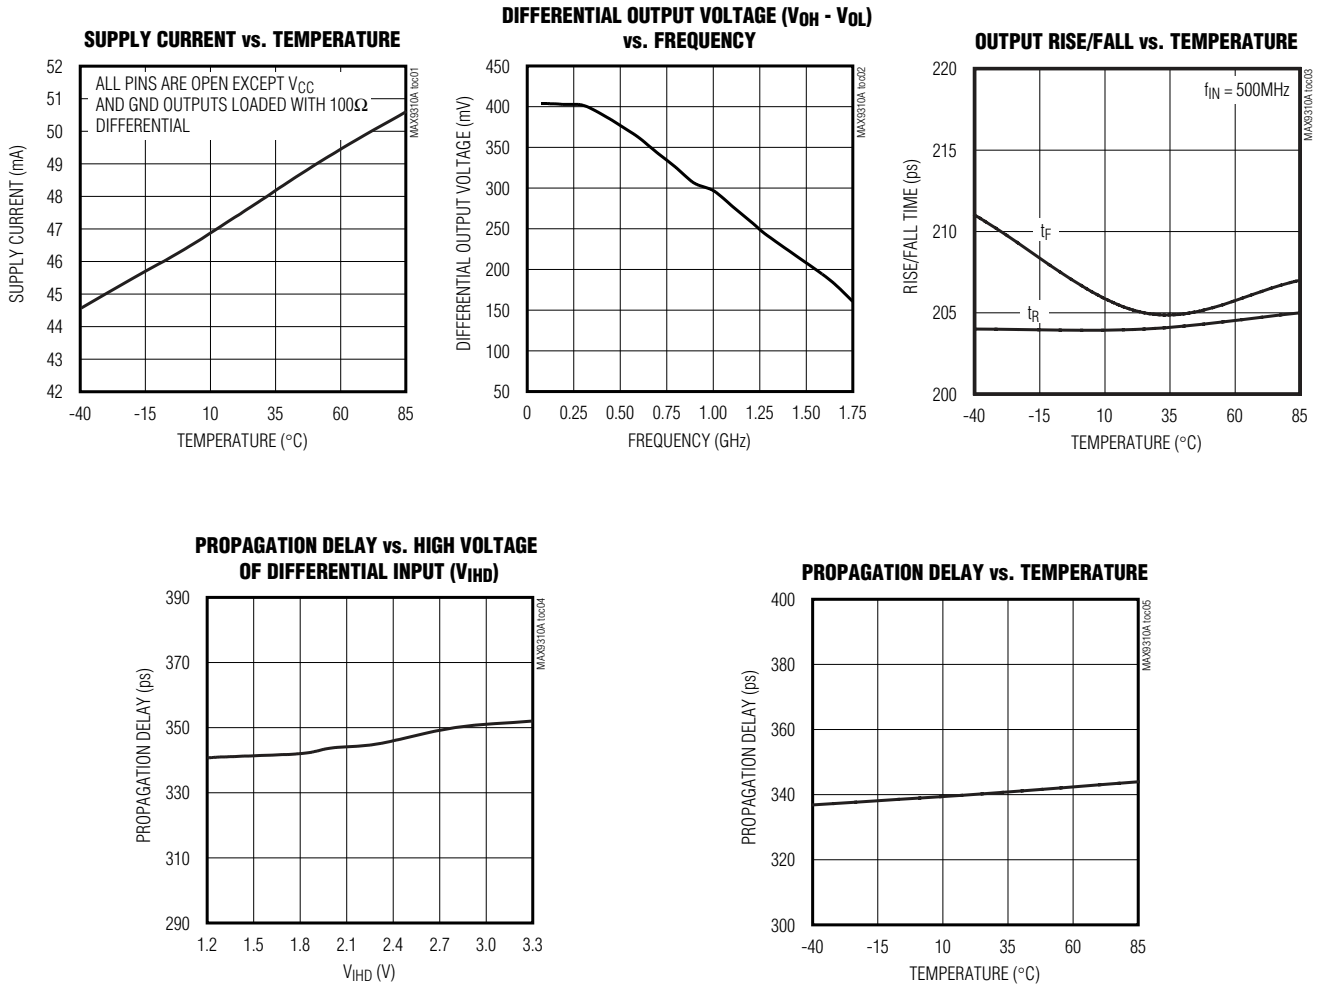 SUPPLY CURRENT vs. TEMPERATURE
52
51
50
49
48
47
46
45
44
43
42
SUPPLY CURRENT (mA)
ALL PINS ARE OPEN EXCEPT VCC
AND GND OUTPUTS LOADED WITH 100Ω
DIFFERENTIAL
MAX9310A toc01
-40 -15 10 35 60 85
TEMPERATURE (°C)
DIFFERENTIAL OUTPUT VOLTAGE (VOH - VOL)
vs. FREQUENCY
450
400
350
300
250
200
150
100
50
DIFFERENTIAL OUTPUT VOLTAGE (mV)
MAX9310A toc02
0 0.25 0.50 0.75 1.00 1.25 1.50 1.75
FREQUENCY (GHz)
OUTPUT RISE/FALL vs. TEMPERATURE
220
215
210
205
200
RISE/FALL TIME (ps)
fIN = 500MHz
tF
tR
MAX9310A toc03
-40 -15 10 35 60 85
TEMPERATURE (°C)
PROPAGATION DELAY vs. HIGH VOLTAGE
OF DIFFERENTIAL INPUT (VIHD)
390
370
350
330
310
290
PROPAGATION DELAY (ps)
MAX9310A toc04
1.2 1.5 1.8 2.1 2.4 2.7 3.0 3.3
VIHD (V)
PROPAGATION DELAY vs. TEMPERATURE
400
380
360
340
320
300
PROPAGATION DELAY (ps)
MAX9310A toc05
-40 -15 10 35 60 85
TEMPERATURE (°C)